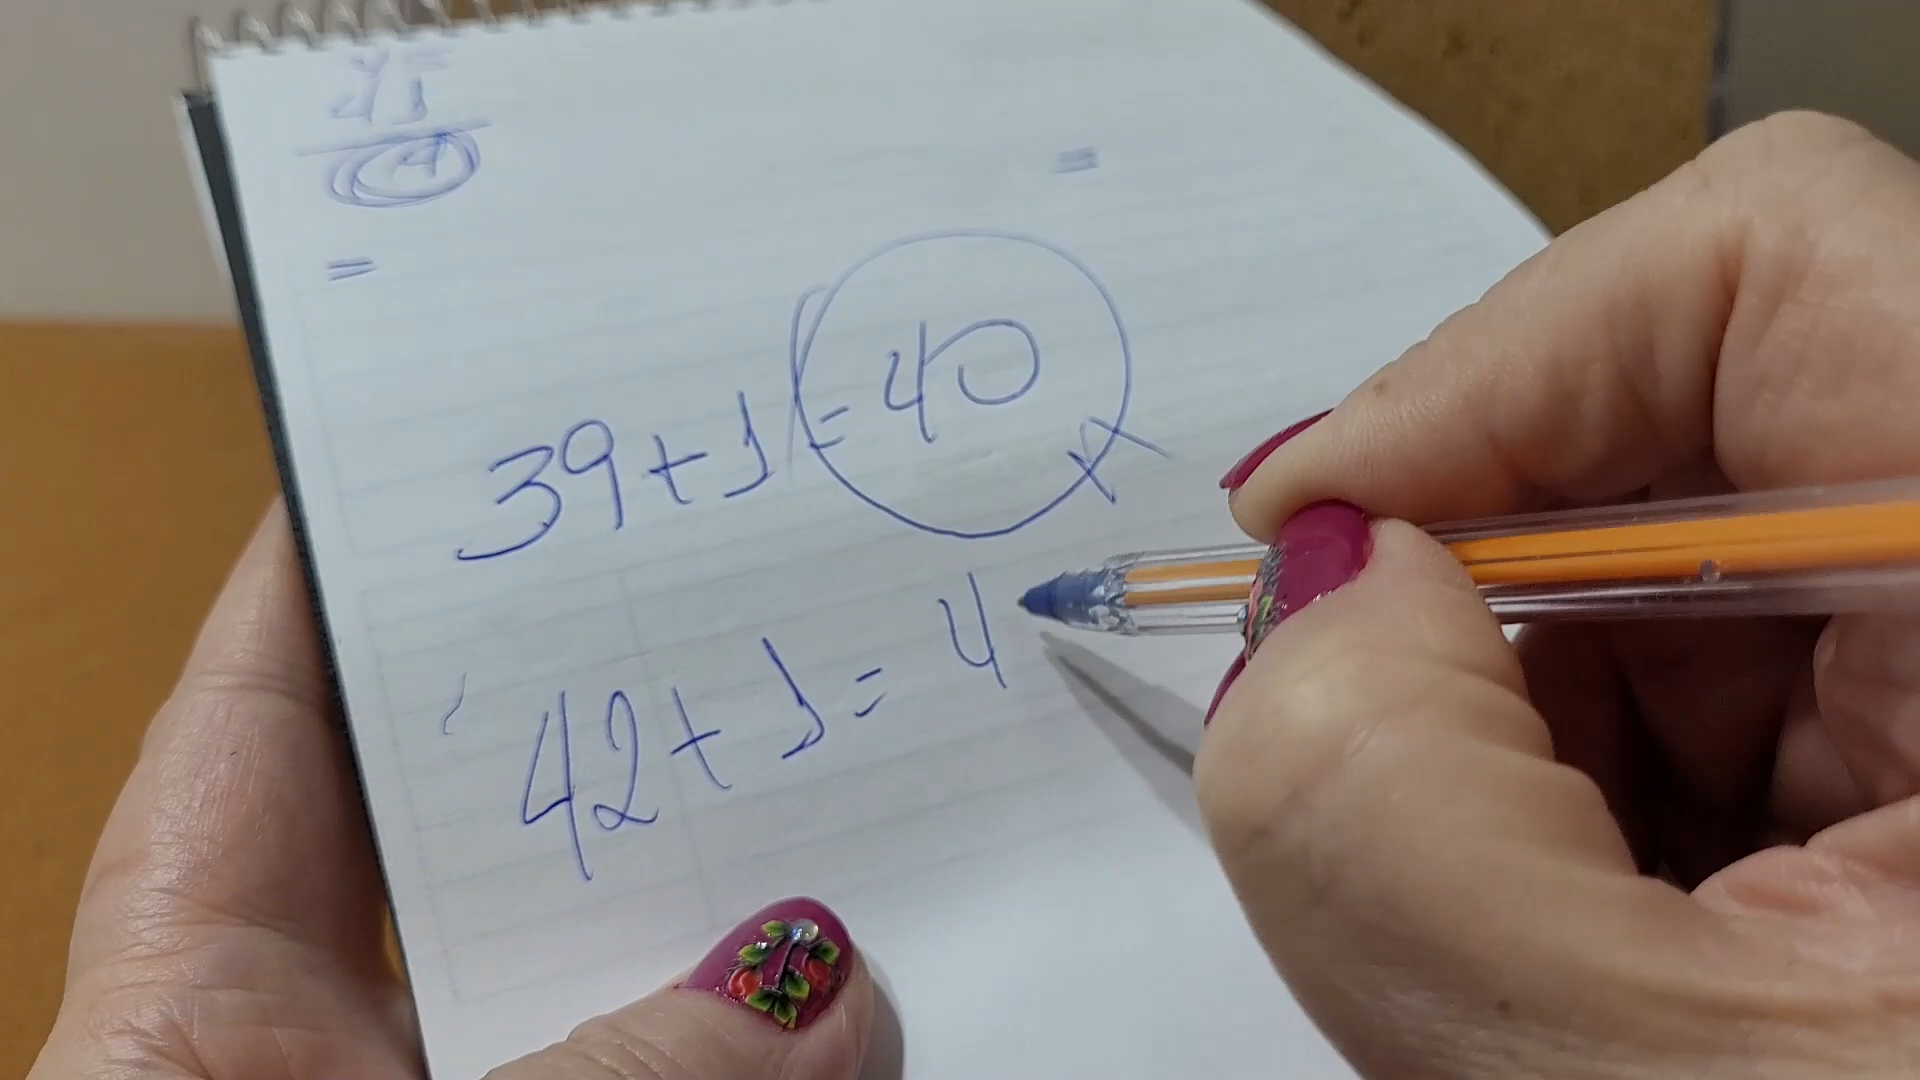 =
=
39+1=40
42+1=4